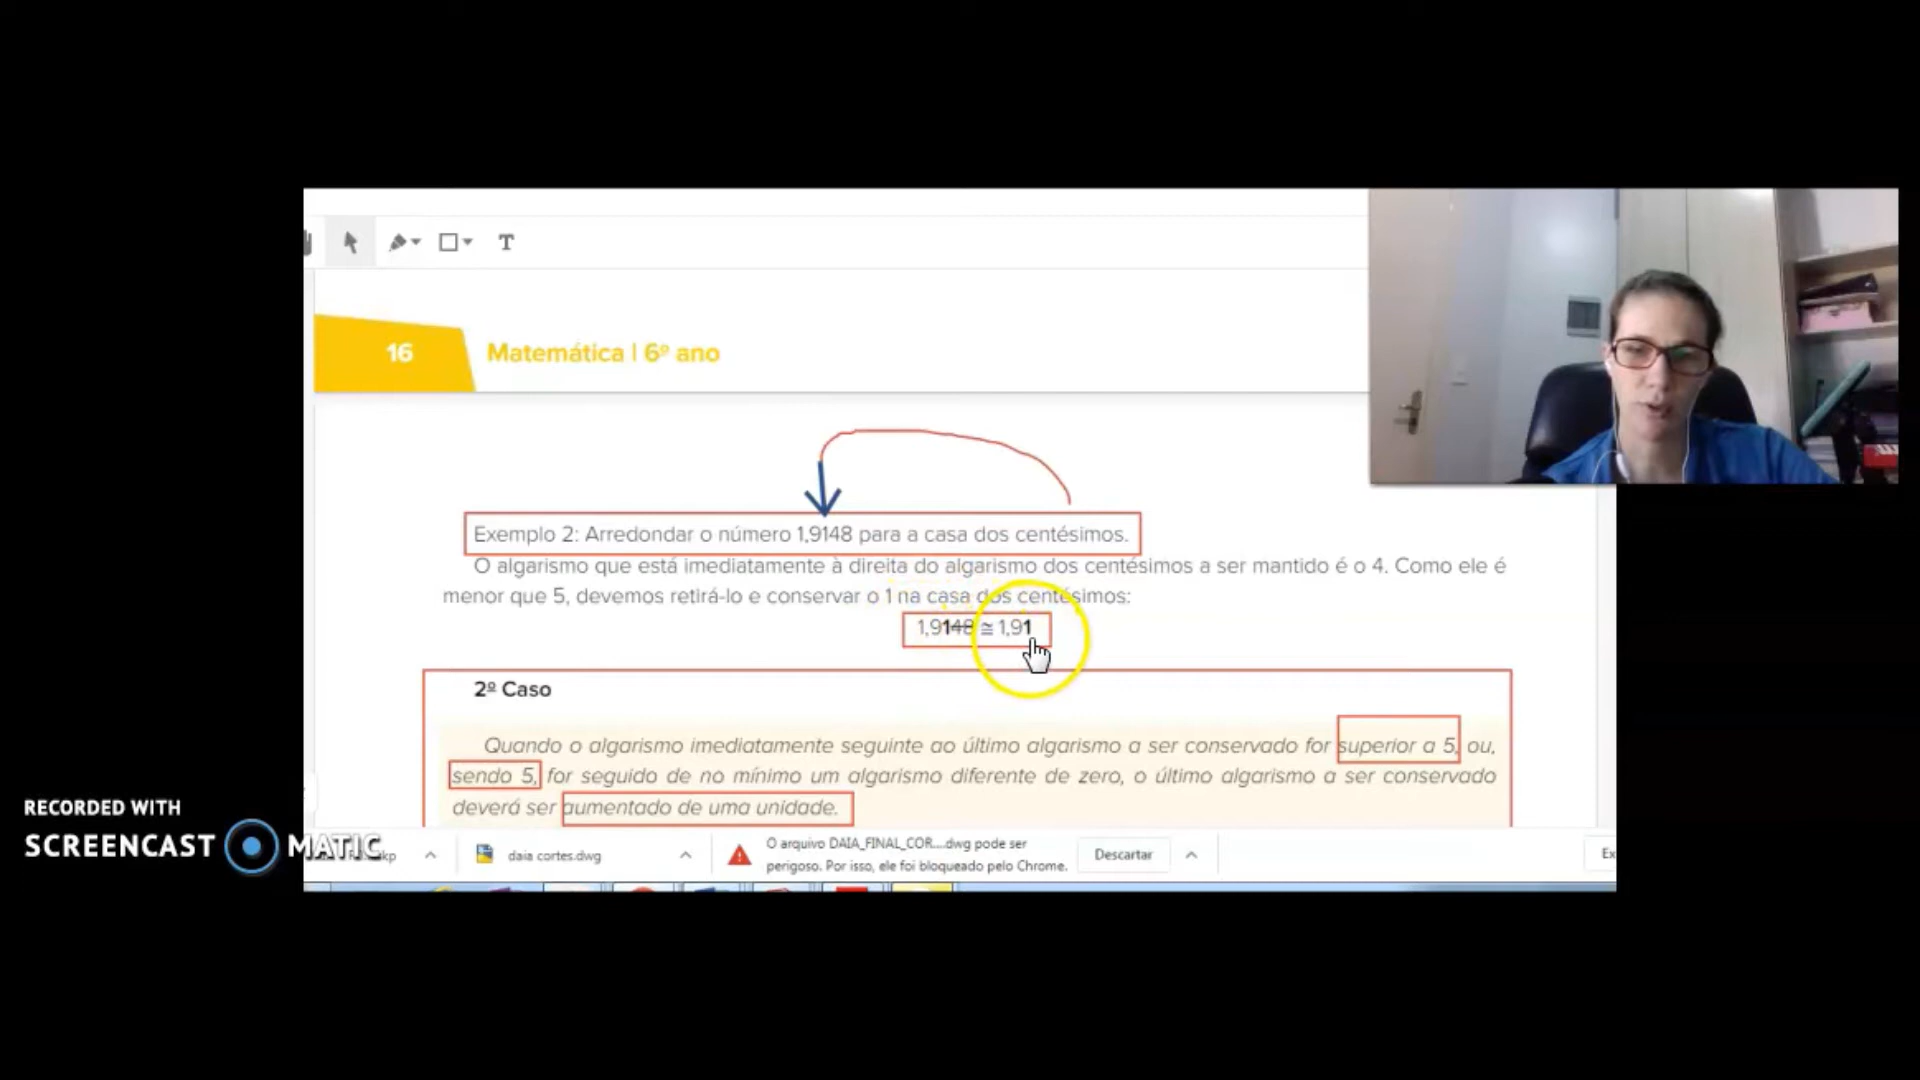 T
16 Matemática | 6º ano
Exemplo 2: Arredondar o número 1,9148 para a casa dos centésimos.
O algarismo que está imediatamente à direita do algarismo dos centésimos a ser mantido é o 4. Como ele é
menor que 5, devemos retirá-lo e conservar o 1 na casa dos centésimos:
1,9148 ≅ 1,91
2º Caso
Quando o algarismo imediatamente seguinte ao último algarismo a ser conservado for superior a 5, ou,
sendo 5, for seguido de no mínimo um algarismo diferente de zero, o último algarismo a ser conservado
deverá ser aumentado de uma unidade.
RECORDED WITH
SCREENCAST MATIC
daia cortes.dwg
O arquivo DAIA_FINAL_COR....dwg pode ser
perigoso. Por isso, ele foi bloqueado pelo Chrome.
Descartar
Ex